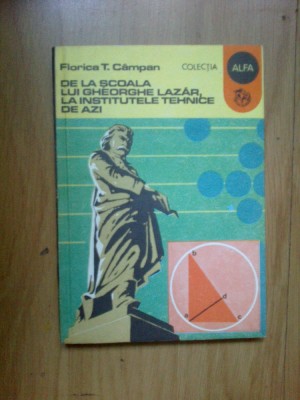 Florica T. Câmpan
COLECȚIA
ALFA
DE LA ȘCOALA
LUI GHEORGHE LAZĂR,
LA INSTITUTELE TEHNICE
DE AZI
b
d
a